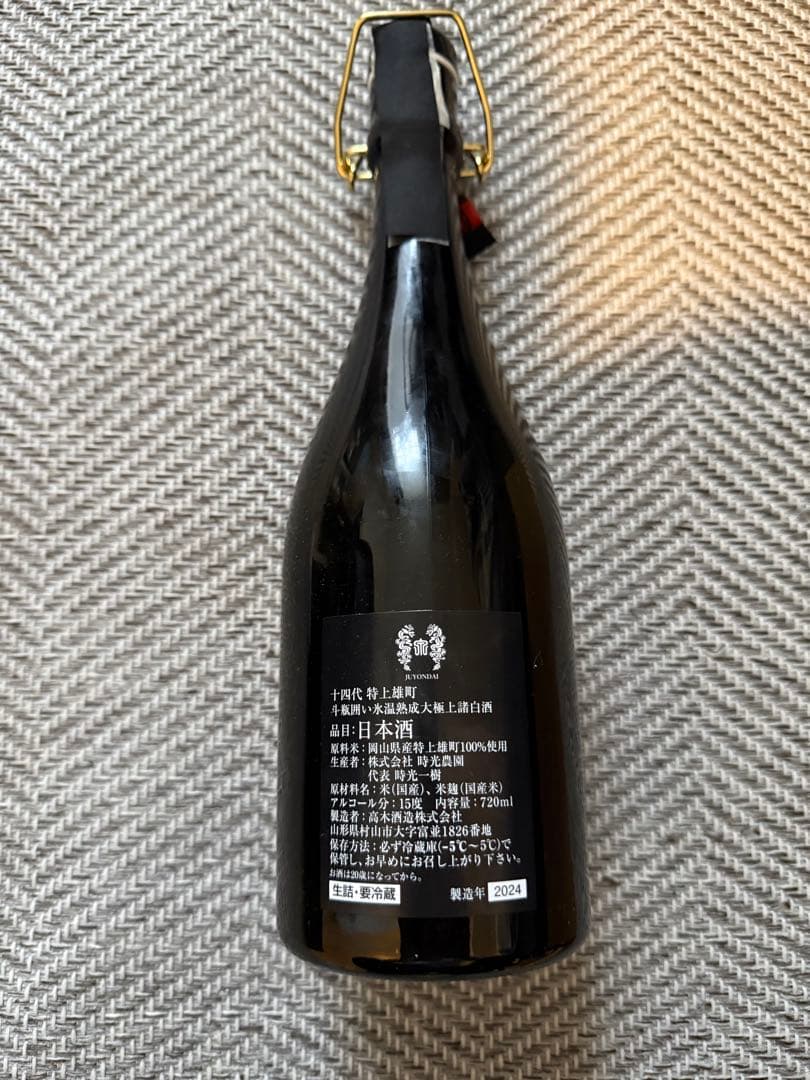 JUYONDAI
十四代 特上雄町
斗瓶囲い氷温熟成大極上諸白酒
品目：日本酒
原料米：岡山県産特上雄町100%使用
生産者：株式会社 時光農園
代表 時光一樹
原材料名：米(国産)、米麹(国産米)
アルコール分：15度 内容量：720ml
製造者：高木酒造株式会社
山形県村山市大字富並1826番地
保存方法：必ず冷蔵庫(-5℃～5℃)で
保管し、お早めにお召し上がり下さい。
お酒は20歳になってから。
生詰・要冷蔵 製造年 2024